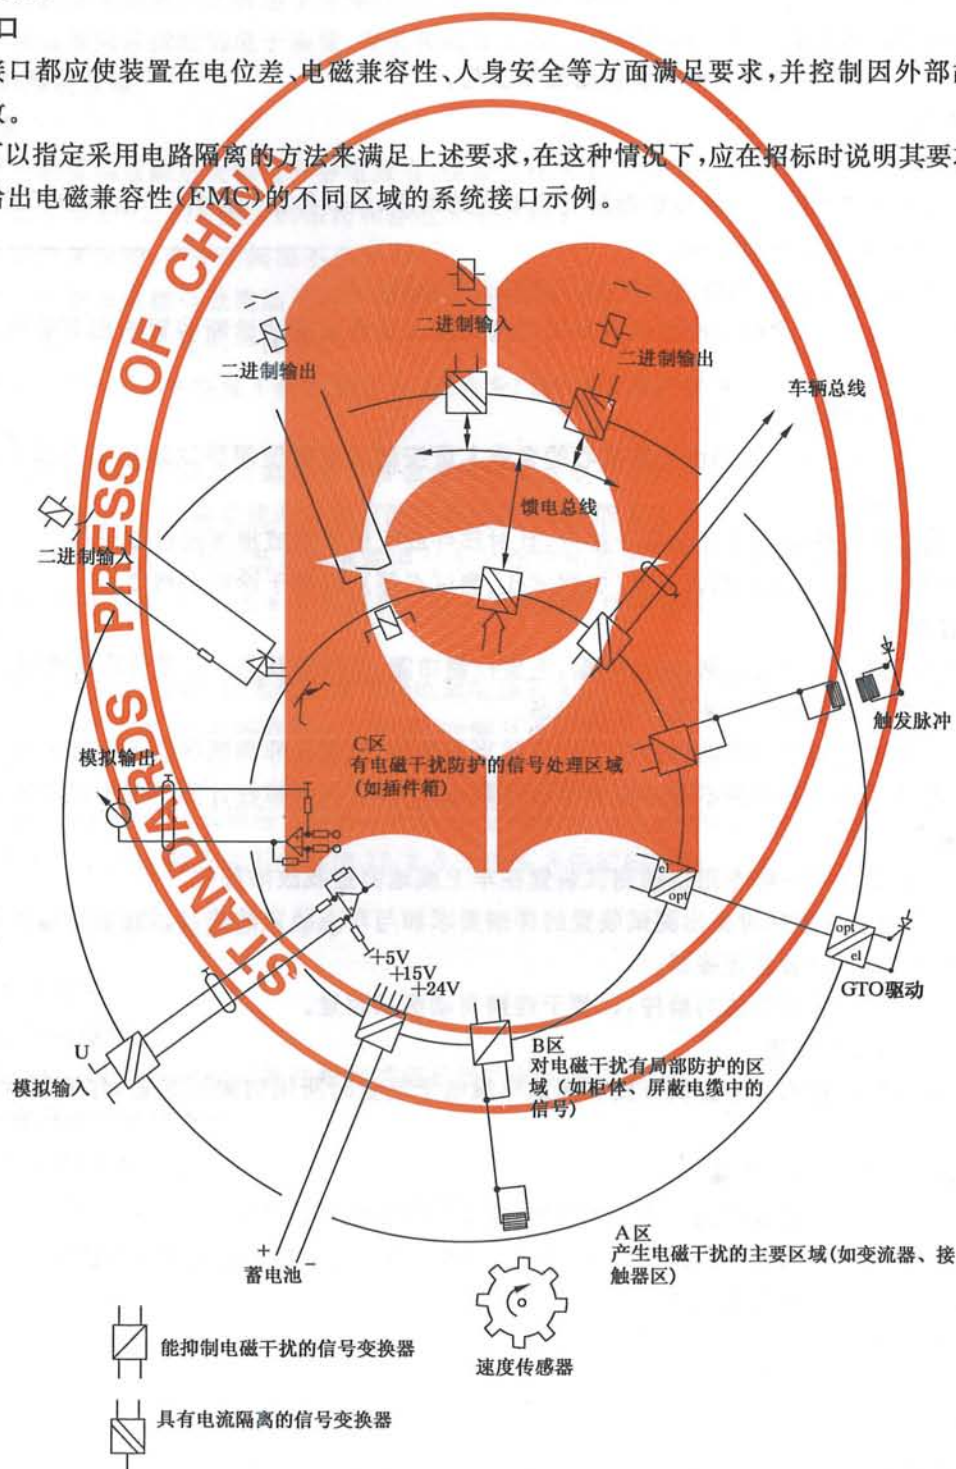 口
接口都应使装置在电位差、电磁兼容性、人身安全等方面满足要求,并控制因外部
可以指定采用电路隔离的方法来满足上述要求,在这种情况下,应在招标时说明其要
给出电磁兼容性(EMC)的不同区域的系统接口示例。
STANDARDS PRESS OF CHINA
二进制输入
二进制输出
二进制输出
车辆总线
馈电总线
二进制输入
触发脉冲
模拟输出
C区
有电磁干扰防护的信号处理区域
(如插件箱)
el
opt
opt
el
GTO驱动
+5V
+15V
+24V
U
模拟输入
B区
对电磁干扰有局部防护的区
域(如柜体、屏蔽电缆中的
信号)
A区
产生电磁干扰的主要区域(如变流器、接
触器区)
+
蓄电池
−
速度传感器
能抑制电磁干扰的信号变换器
具有电流隔离的信号变换器